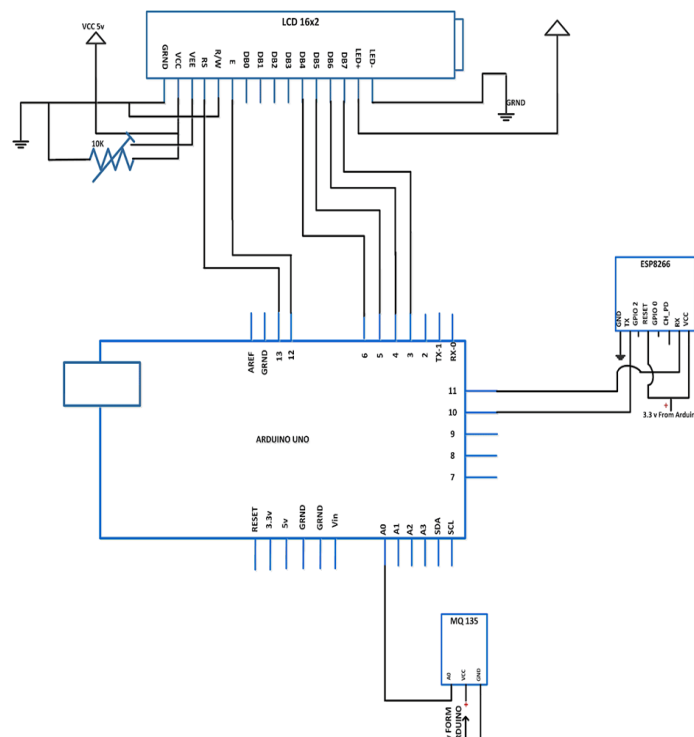 LCD 16x2
VCC 5v
GRND
VCC
VEE
RS
R/W
E
DB0
DB1
DB2
DB3
DB4
DB5
DB6
DB7
LED+
LED-
GRND
10K
ESP8266
GND
TX
GPIO 2
RESET
GPIO 0
CH_PD
RX
VCC
+
3.3 v From Arduin
AREF
GRND
13
12
6
5
4
3
2
TX-1
RX-0
11
10
9
8
7
ARDUINO UNO
RESET
3.3v
5v
GRND
GRND
Vin
A0
A1
A2
A3
SDA
SCL
MQ 135
A0
VCC
GND
+
FORM